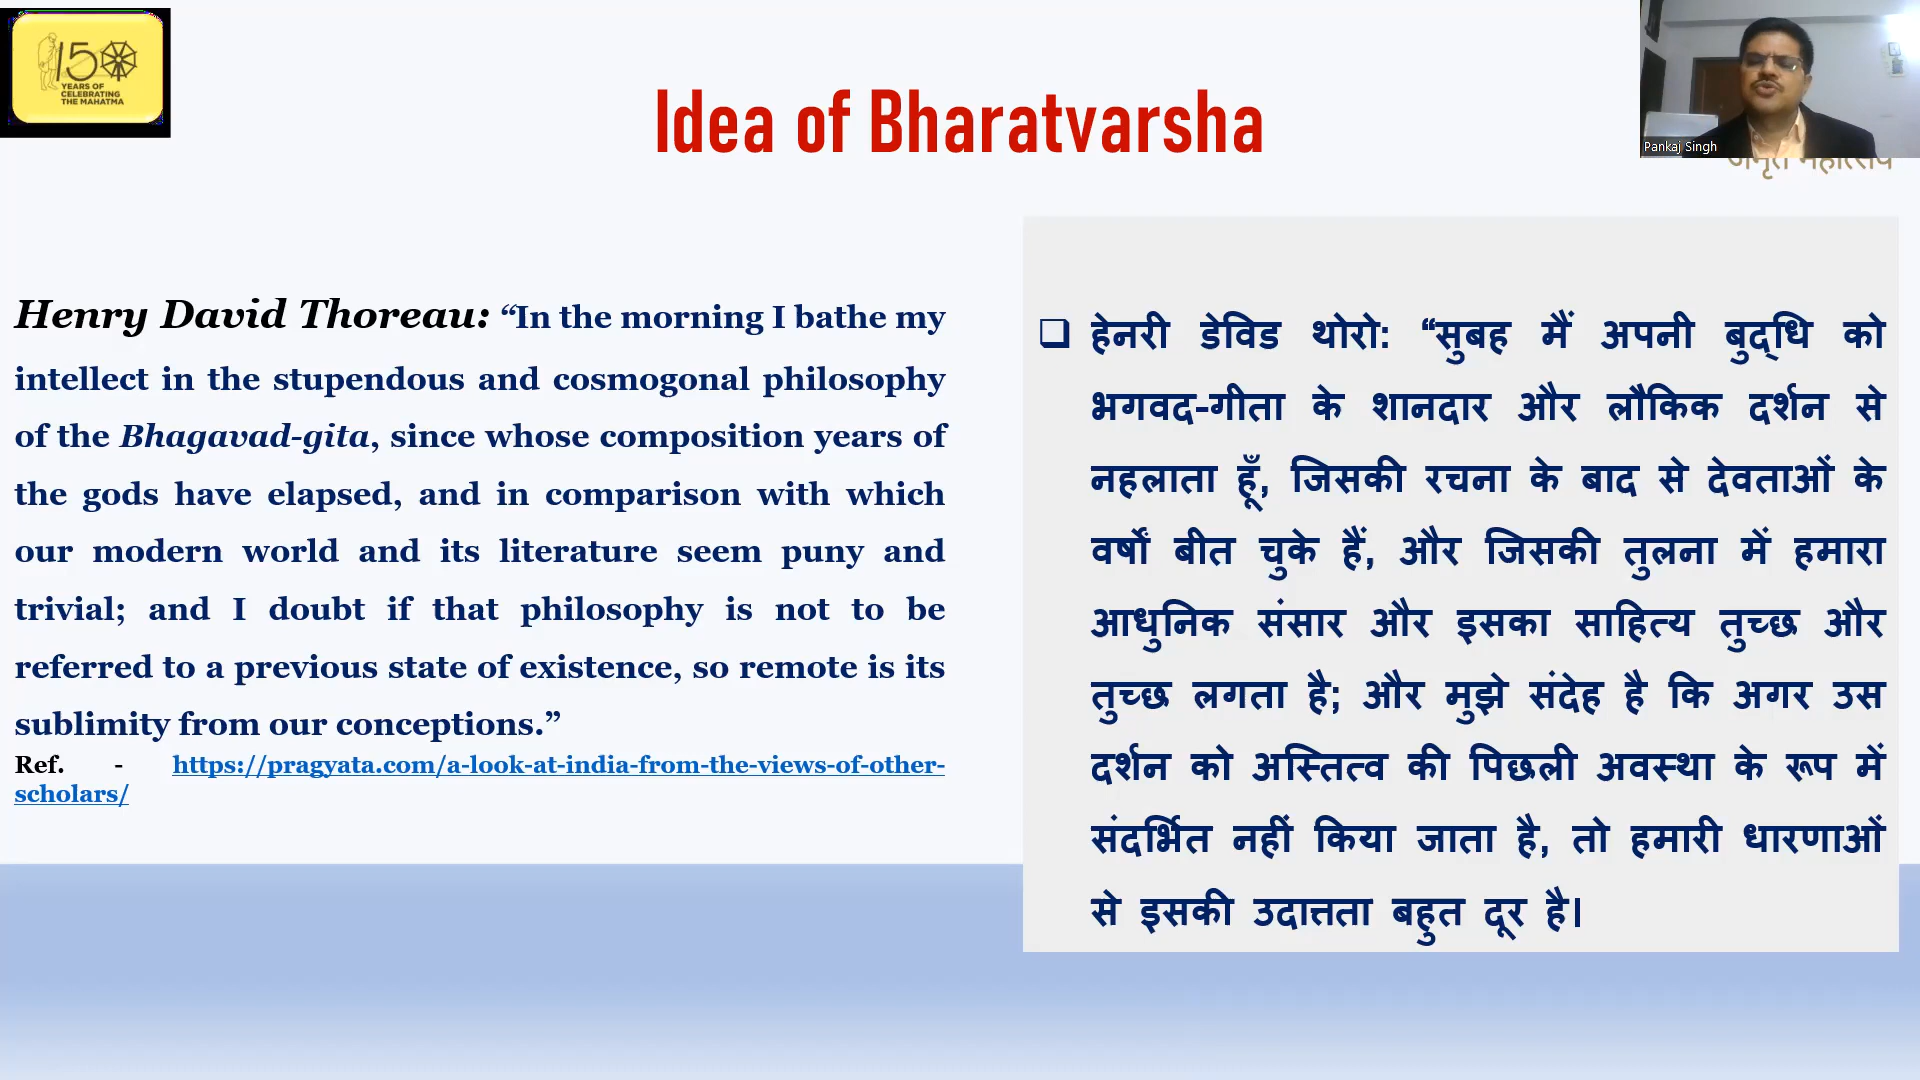 150
YEARS OF
CELEBRATING
THE MAHATMA
Idea of Bharatvarsha
Pankaj Singh
अमृत महोत्सव
Henry David Thoreau: “In the morning I bathe my
intellect in the stupendous and cosmogonal philosophy
of the Bhagavad-gita, since whose composition years of
the gods have elapsed, and in comparison with which
our modern world and its literature seem puny and
trivial; and I doubt if that philosophy is not to be
referred to a previous state of existence, so remote is its
sublimity from our conceptions.”
Ref. - https://pragyata.com/a-look-at-india-from-the-views-of-other-
scholars/
हेनरी डेविड थोरो: “सुबह मैं अपनी बुद्धि को
भगवद-गीता के शानदार और लौकिक दर्शन से
नहलाता हूँ, जिसकी रचना के बाद से देवताओं के
वर्षों बीत चुके हैं, और जिसकी तुलना में हमारा
आधुनिक संसार और इसका साहित्य तुच्छ और
तुच्छ लगता है; और मुझे संदेह है कि अगर उस
दर्शन को अस्तित्व की पिछली अवस्था के रूप में
संदर्भित नहीं किया जाता है, तो हमारी धारणाओं
से इसकी उदात्तता बहुत दूर है।